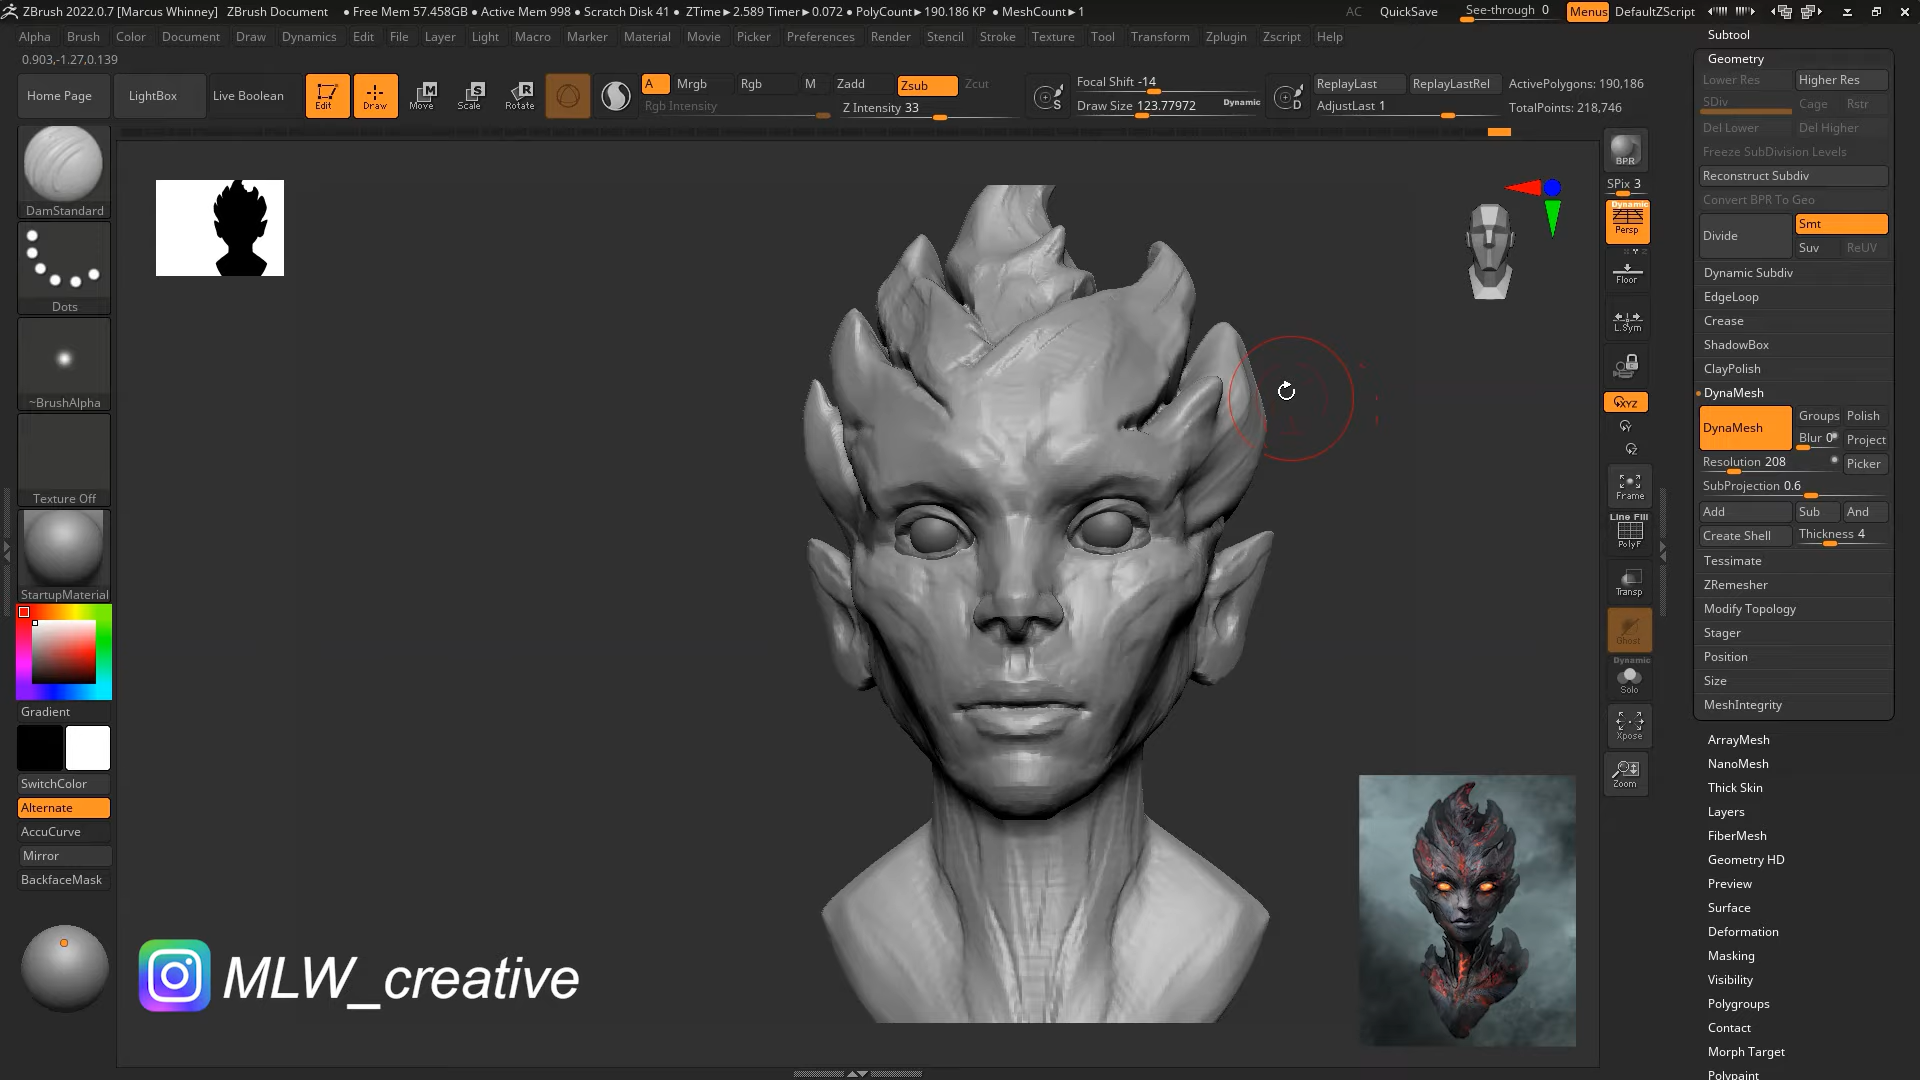 ZBrush 2022.0.7 [Marcus Whinney] ZBrush Document ● Free Mem 57.458GB ● Active Mem 998 ● Scratch Disk 41 ● ZTime►2.589 Timer►0.072 ● PolyCount►190.186 KP ● MeshCount►1 AC QuickSave See-through 0 Menus DefaultZScript
Alpha Brush Color Document Draw Dynamics Edit File Layer Light Macro Marker Material Movie Picker Preferences Render Stencil Stroke Texture Tool Transform Zplugin Zscript Help
0.903,-1.27,0.139
Home Page LightBox Live Boolean Edit Draw Move Scale Rotate A Mrgb Rgb M Zadd Zsub Zcut Focal Shift -14 ReplayLast ReplayLastRel ActivePolygons: 190,186
Rgb Intensity Z Intensity 33 S Draw Size 123.77972 Dynamic D AdjustLast 1 TotalPoints: 218,746
DamStandard
Dots
~BrushAlpha
Texture Off
StartupMaterial
Gradient
SwitchColor
Alternate
AccuCurve
Mirror
BackfaceMask
MLW_creative
BPR
SPix 3
Dynamic
Persp
Floor
L.Sym
XYZ
Y
Z
Frame
Line Fill
PolyF
Transp
Ghost
Dynamic
Solo
Xpose
Zoom
Subtool
Geometry
Lower Res Higher Res
SDiv Cage Rstr
Del Lower Del Higher
Freeze SubDivision Levels
Reconstruct Subdiv
Convert BPR To Geo
Divide Smt
Suv ReUV
Dynamic Subdiv
EdgeLoop
Crease
ShadowBox
ClayPolish
DynaMesh
DynaMesh Groups Polish
Blur 0 Project
Resolution 208 Picker
SubProjection 0.6
Add Sub And
Create Shell Thickness 4
Tessimate
ZRemesher
Modify Topology
Stager
Position
Size
MeshIntegrity
ArrayMesh
NanoMesh
Thick Skin
Layers
FiberMesh
Geometry HD
Preview
Surface
Deformation
Masking
Visibility
Polygroups
Contact
Morph Target
Polypaint